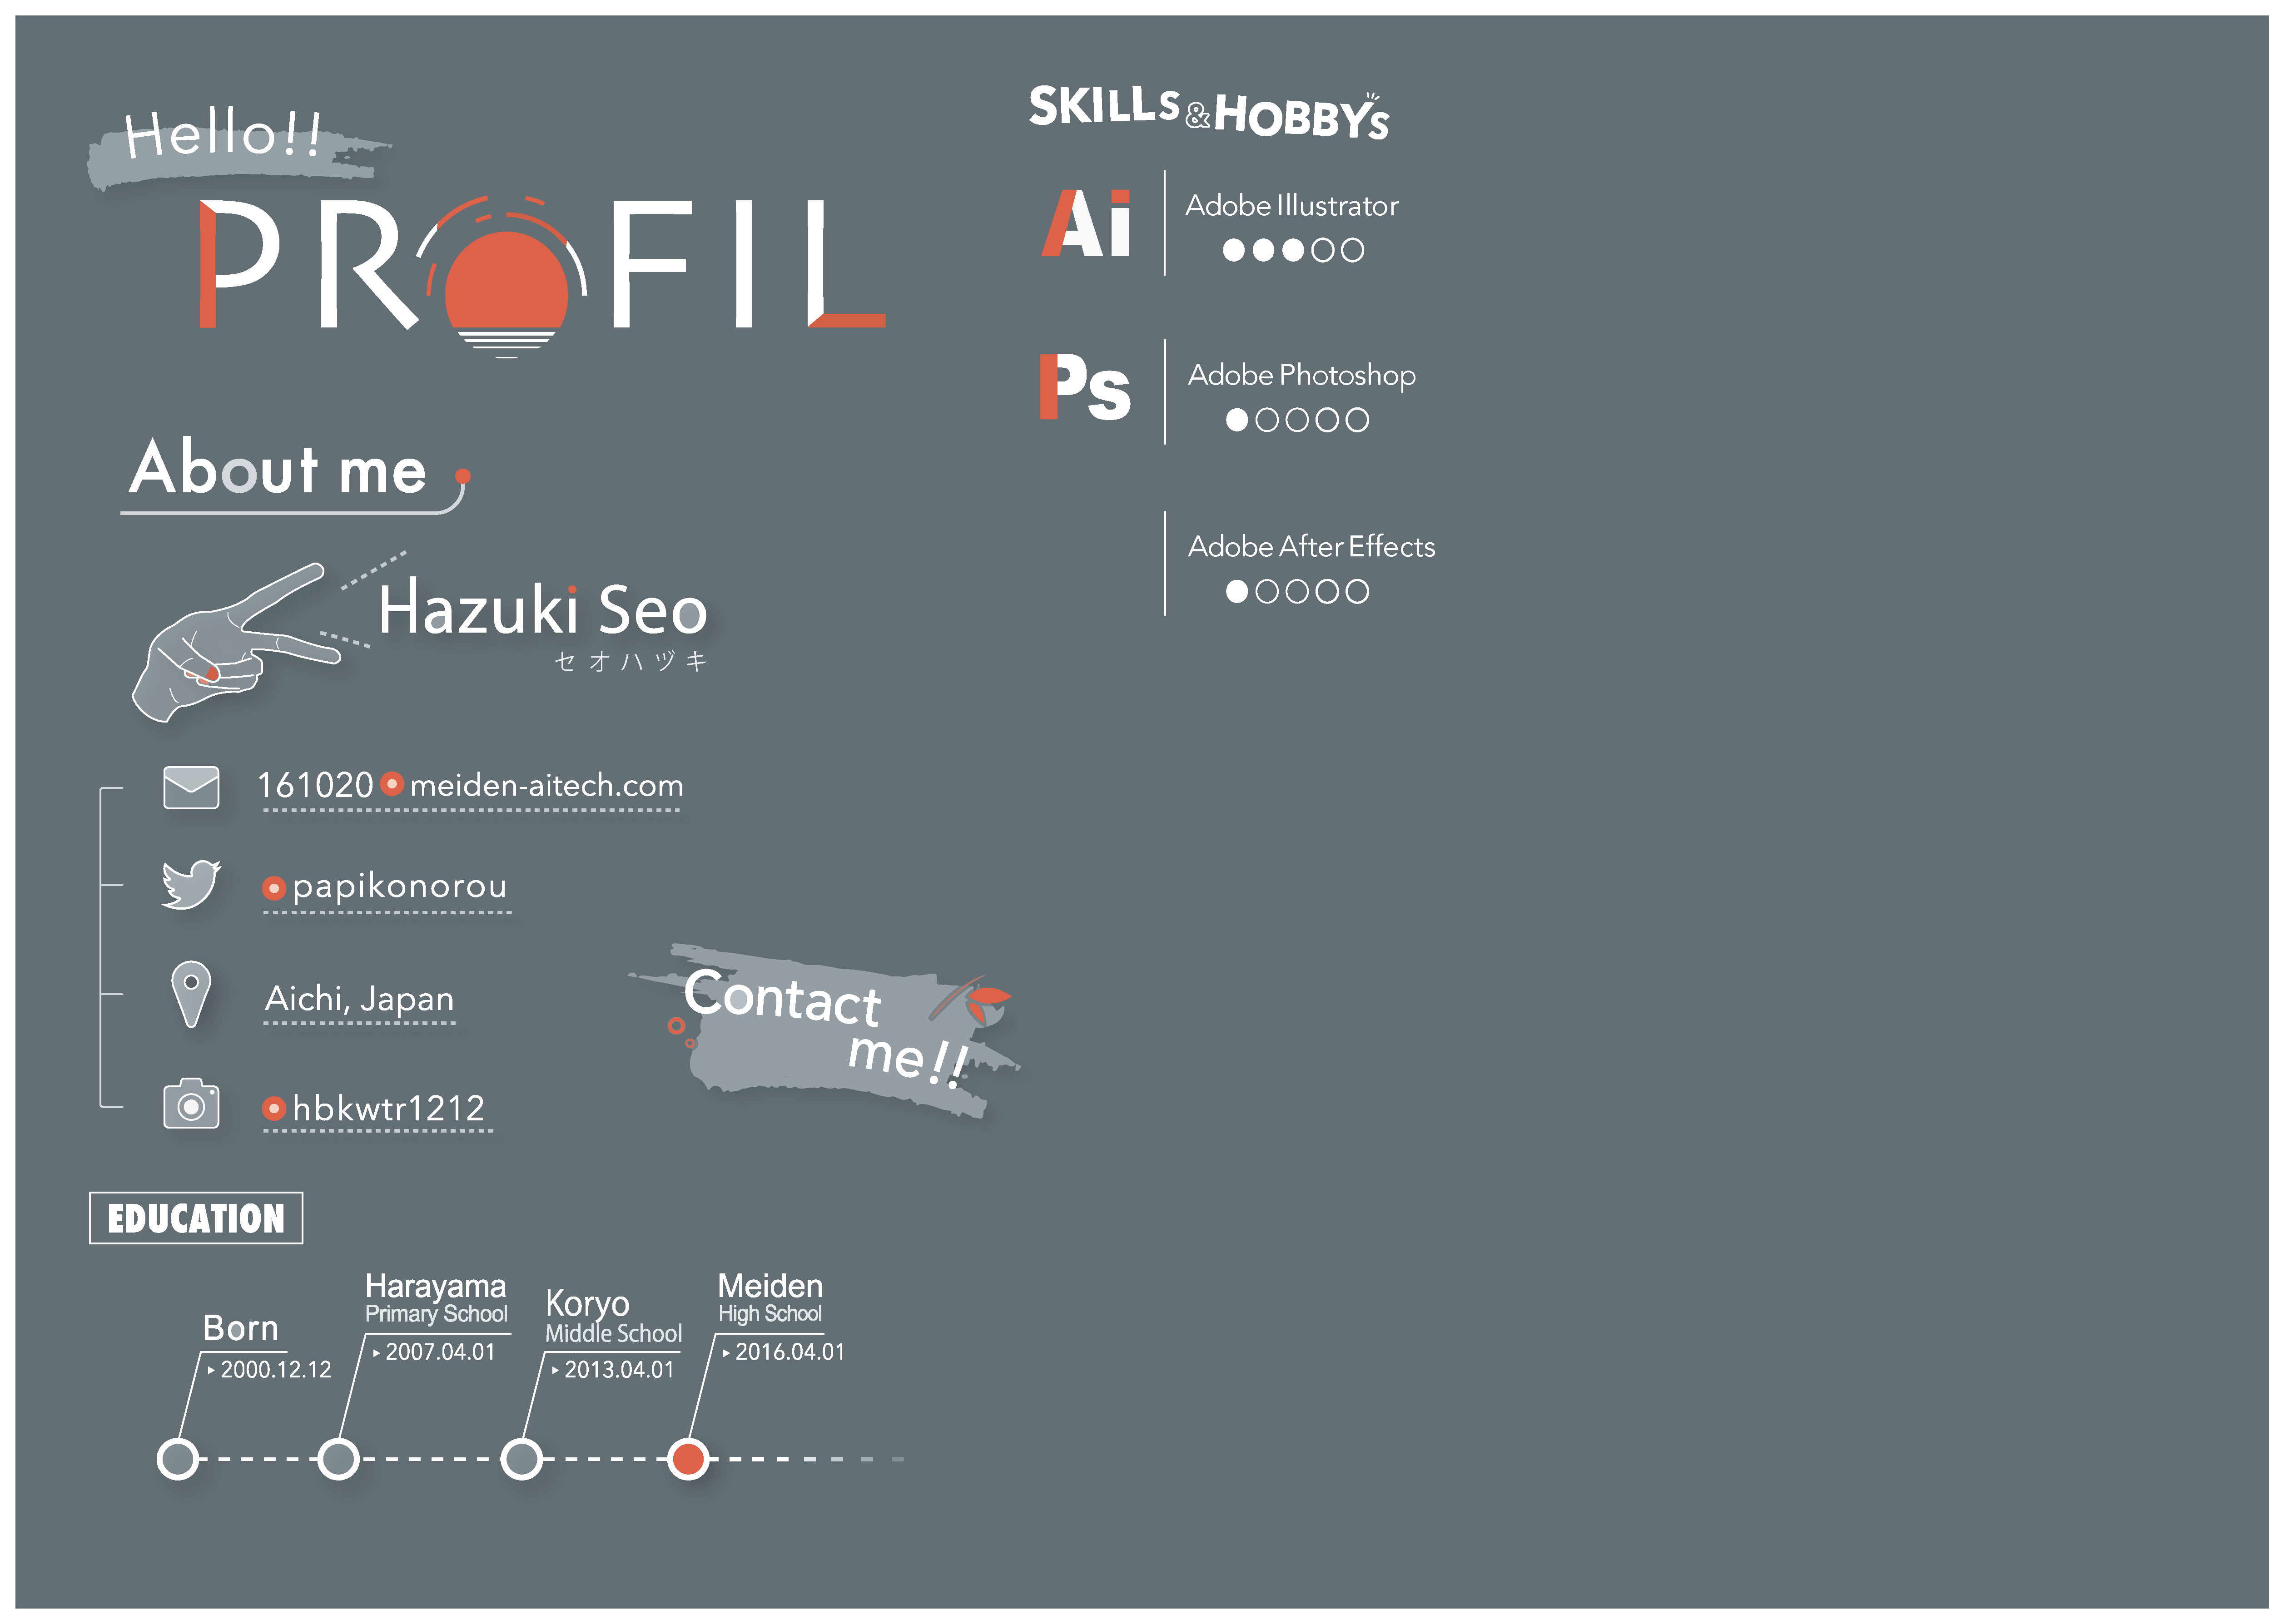 Hello!!
PROFIL
About me
Hazuki Seo
セオハヅキ
161020 meiden-aitech.com
papikonorou
Aichi, Japan
hbkwtr1212
Contact
me!!
EDUCATION
Born
2000.12.12
Harayama
Primary School
2007.04.01
Koryo
Middle School
2013.04.01
Meiden
High School
2016.04.01
SKILLS & HOBBY's
Ai
Adobe Illustrator
Ps
Adobe Photoshop
Adobe After Effects